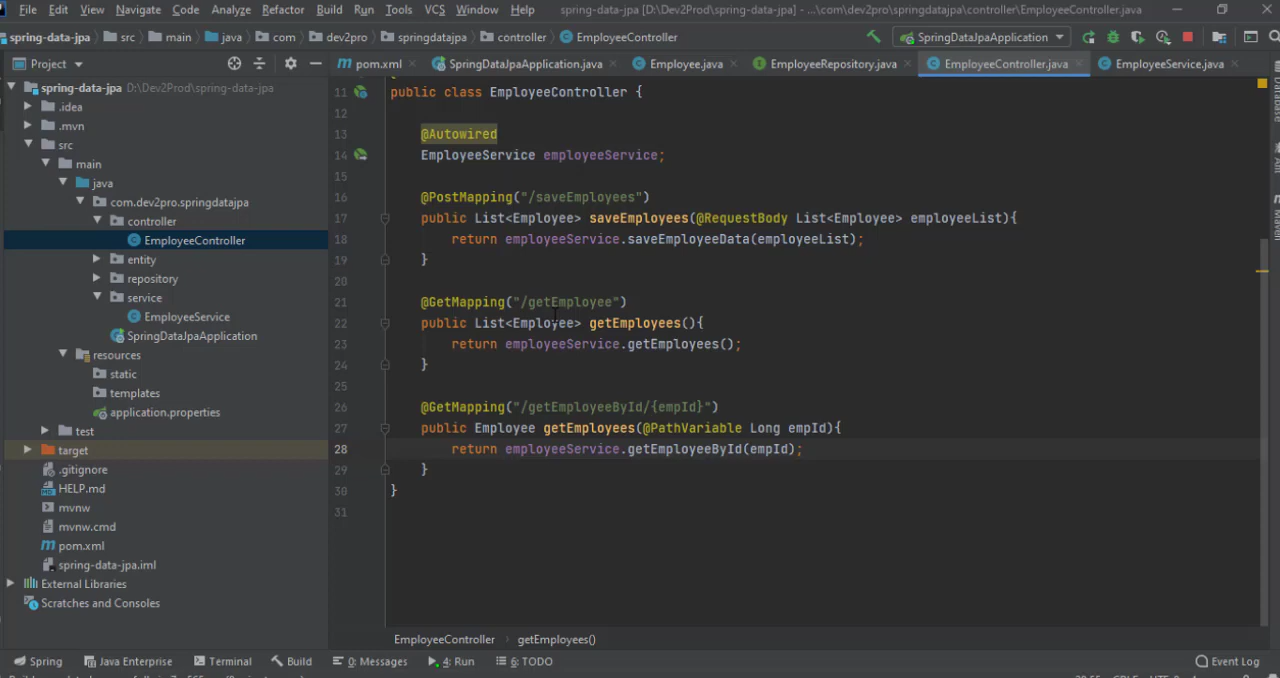 File Edit View Navigate Code Analyze Refactor Build Run Tools VCS Window Help spring-data-jpa [D:\Dev2Prod\spring-data-jpa] - ...\com\dev2pro\springdatajpa\controller\EmployeeController.java
spring-data-jpa src main java com dev2pro springdatajpa controller EmployeeController SpringDataJpaApplication
Project pom.xml SpringDataJpaApplication.java Employee.java EmployeeRepository.java EmployeeController.java EmployeeService.java
spring-data-jpa D:\Dev2Prod\spring-data-jpa
.idea
.mvn
src
main
java
com.dev2pro.springdatajpa
controller
EmployeeController
entity
repository
service
EmployeeService
SpringDataJpaApplication
resources
static
templates
application.properties
test
target
.gitignore
HELP.md
mvnw
mvnw.cmd
pom.xml
spring-data-jpa.iml
External Libraries
Scratches and Consoles
11 public class EmployeeController {
12
13 @Autowired
14 EmployeeService employeeService;
15
16 @PostMapping("/saveEmployees")
17 public List<Employee> saveEmployees(@RequestBody List<Employee> employeeList){
18 return employeeService.saveEmployeeData(employeeList);
19 }
20
21 @GetMapping("/getEmployee")
22 public List<Employee> getEmployees(){
23 return employeeService.getEmployees();
24 }
25
26 @GetMapping("/getEmployeeById/{empId}")
27 public Employee getEmployees(@PathVariable Long empId){
28 return employeeService.getEmployeeById(empId);
29 }
30 }
31
Database
Ant
Maven
EmployeeController › getEmployees()
Spring Java Enterprise Terminal Build 0: Messages 4: Run 6: TODO Event Log